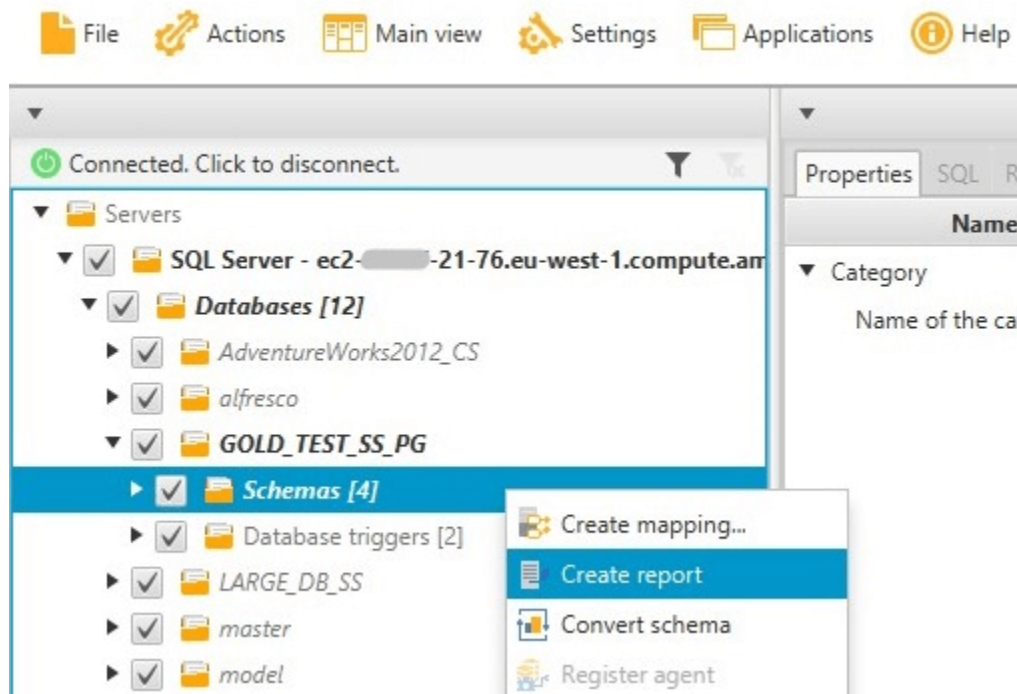 File Actions Main view Settings Applications Help
Connected. Click to disconnect.
Properties SQL
Servers
Name
SQL Server - ec2- -21-76.eu-west-1.compute.am
Category
Databases [12]
Name of the ca
AdventureWorks2012_CS
alfresco
GOLD_TEST_SS_PG
Schemas [4]
Create mapping...
Database triggers [2]
Create report
LARGE_DB_SS
Convert schema
master
Register agent
model